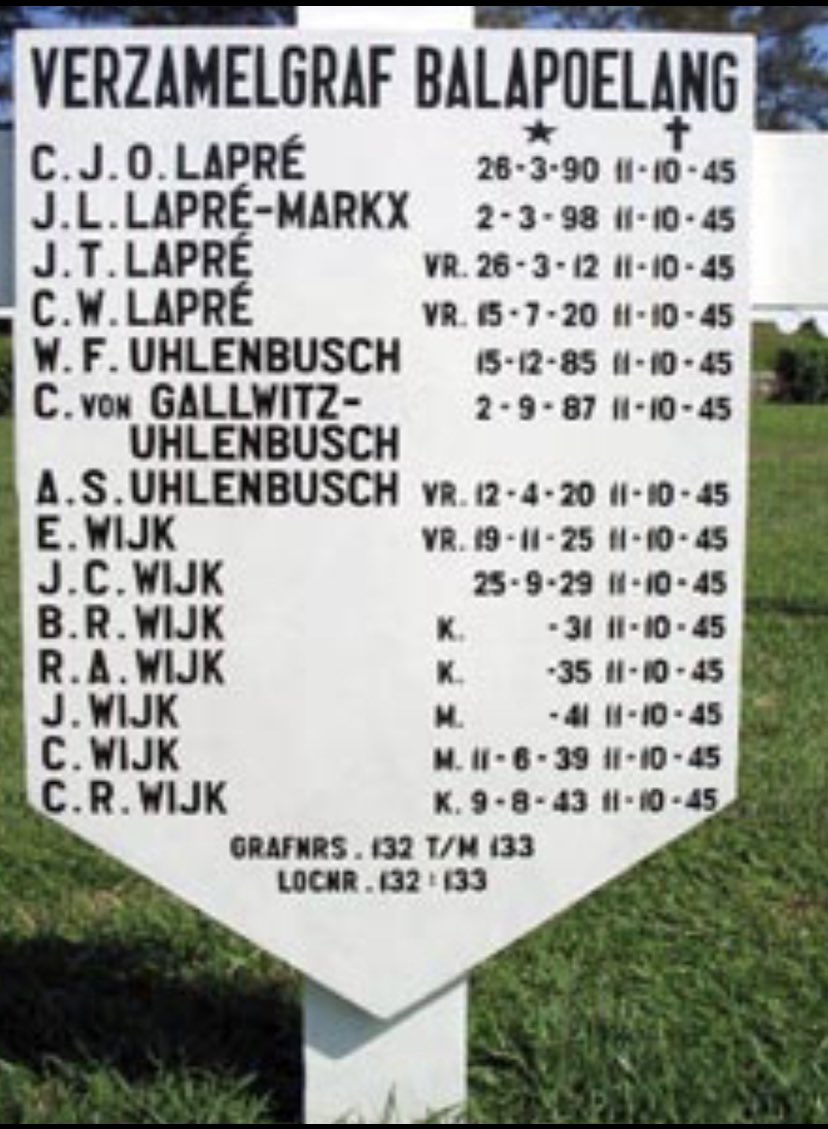 VERZAMELGRAF BALAPOELANG
★ ✝
C.J.O. LAPRÉ 26-3-90 11-10-45
J.L. LAPRÉ-MARKX 2-3-98 11-10-45
J.T. LAPRÉ VR. 26-3-12 11-10-45
C.W. LAPRÉ VR. 15-7-20 11-10-45
W.F. UHLENBUSCH 15-12-85 11-10-45
C. VON GALLWITZ- 2-9-87 11-10-45
UHLENBUSCH
A.S. UHLENBUSCH VR. 12-4-20 11-10-45
E. WIJK VR. 19-11-25 11-10-45
J.C. WIJK 25-9-29 11-10-45
B.R. WIJK K. -31 11-10-45
R.A. WIJK K. -35 11-10-45
J. WIJK M. -41 11-10-45
C. WIJK M. 11-6-39 11-10-45
C.R. WIJK K. 9-8-43 11-10-45
GRAFNRS. 132 T/M 133
LOCNR. 132:133